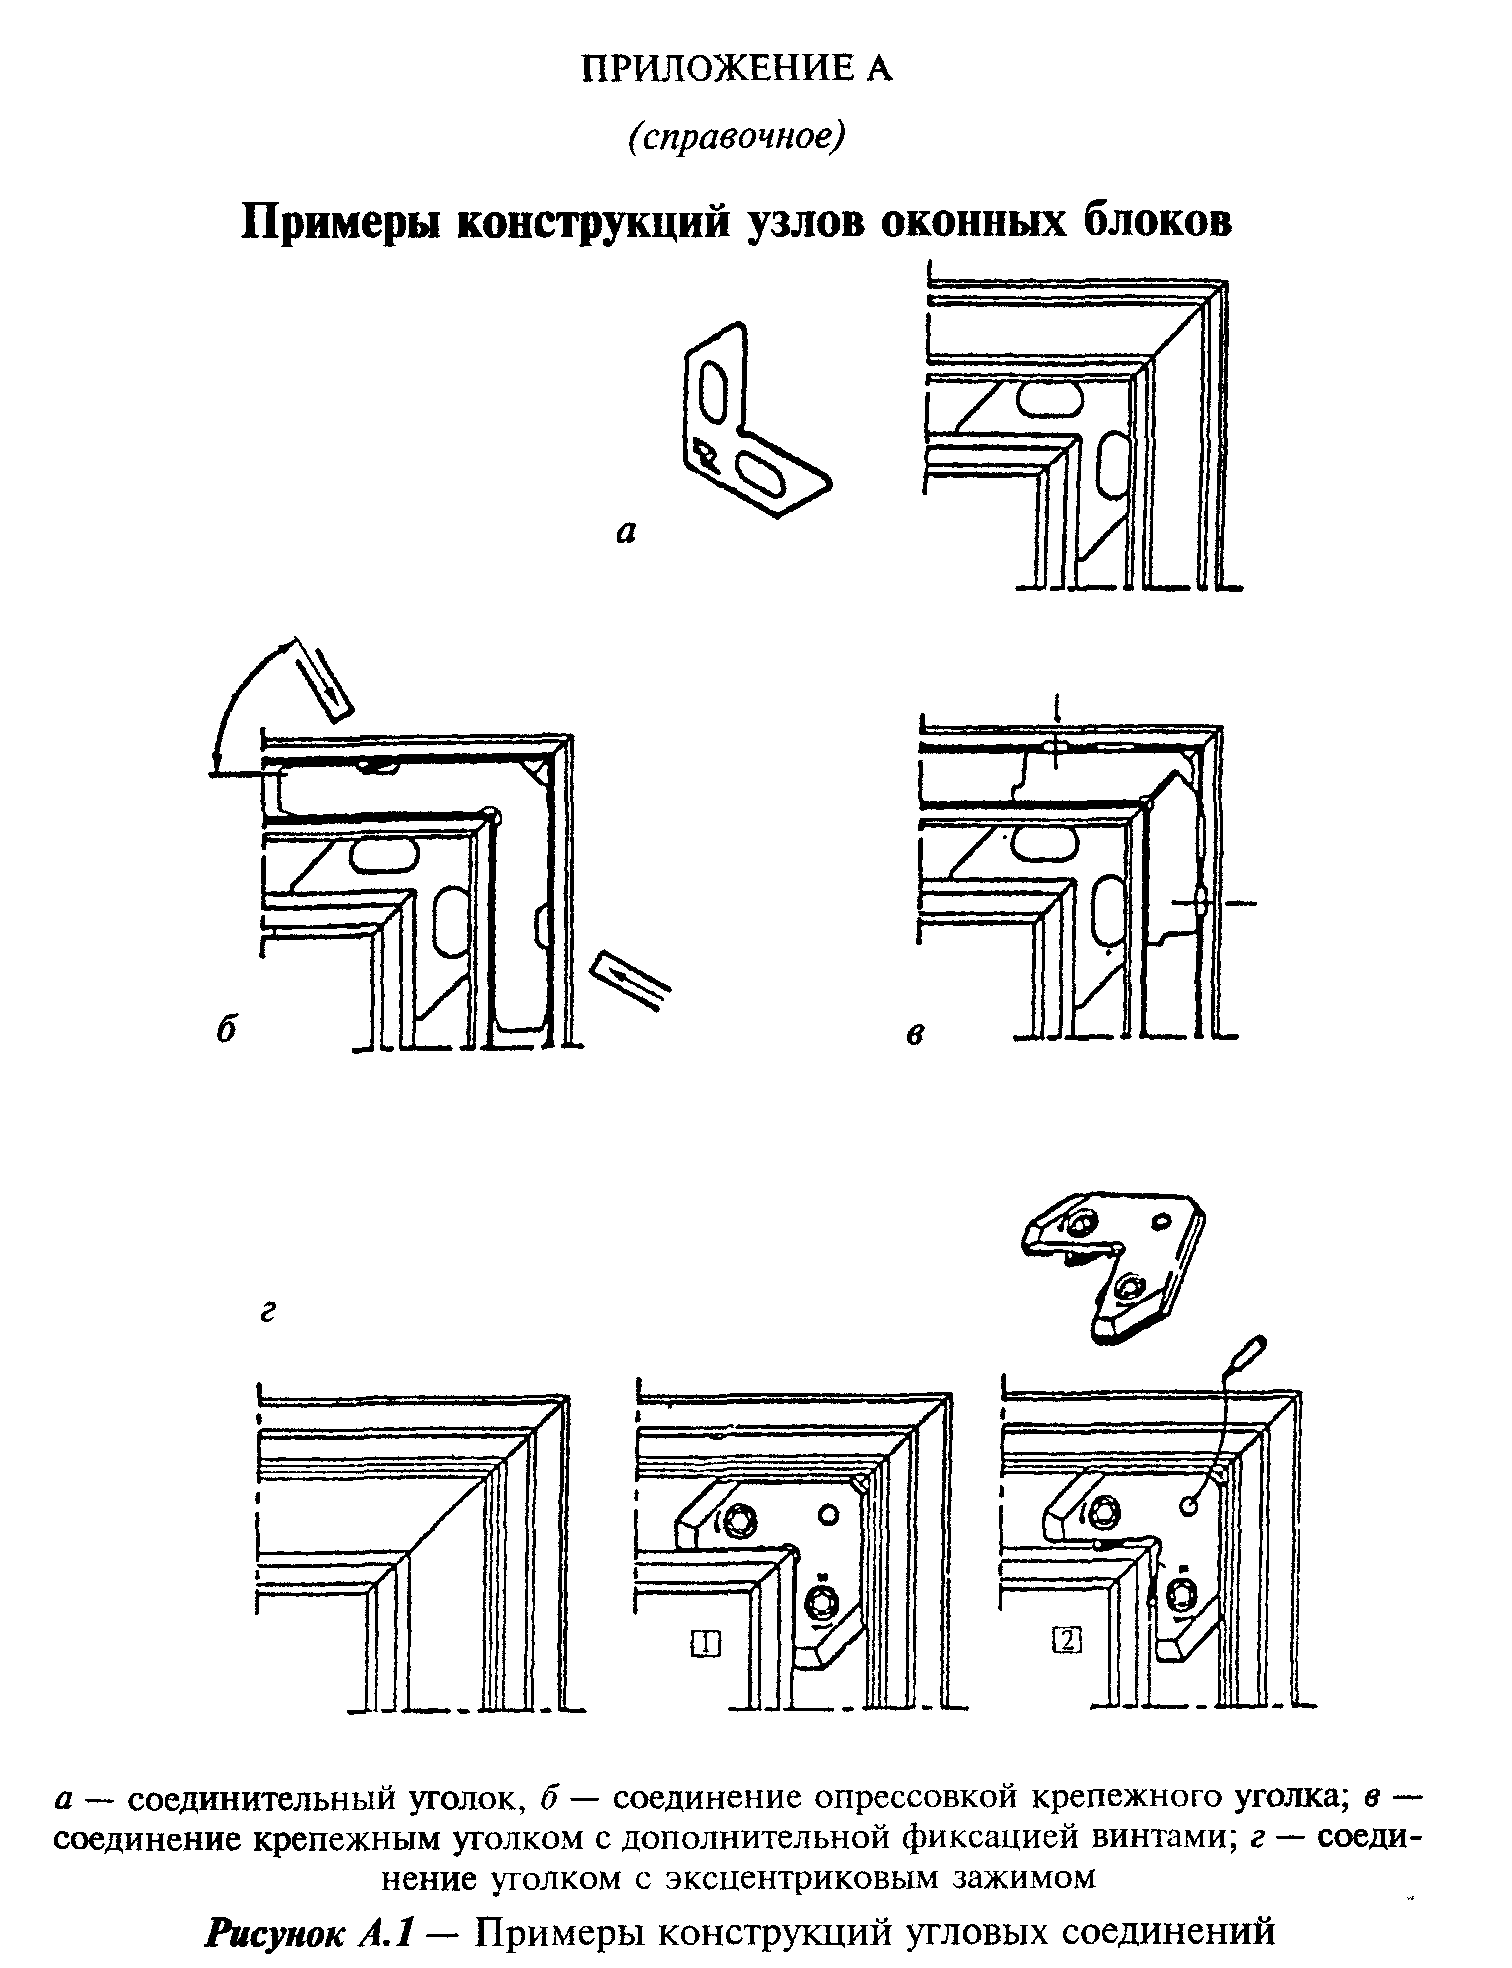 ПРИЛОЖЕНИЕ А
(справочное)
Примеры конструкций узлов оконных блоков
а
б
в
г
1
2
а — соединительный уголок, б — соединение опрессовкой крепежного уголка; в —
соединение крепежным уголком с дополнительной фиксацией винтами; г — соеди-
нение уголком с эксцентриковым зажимом
Рисунок А.1 — Примеры конструкций угловых соединений